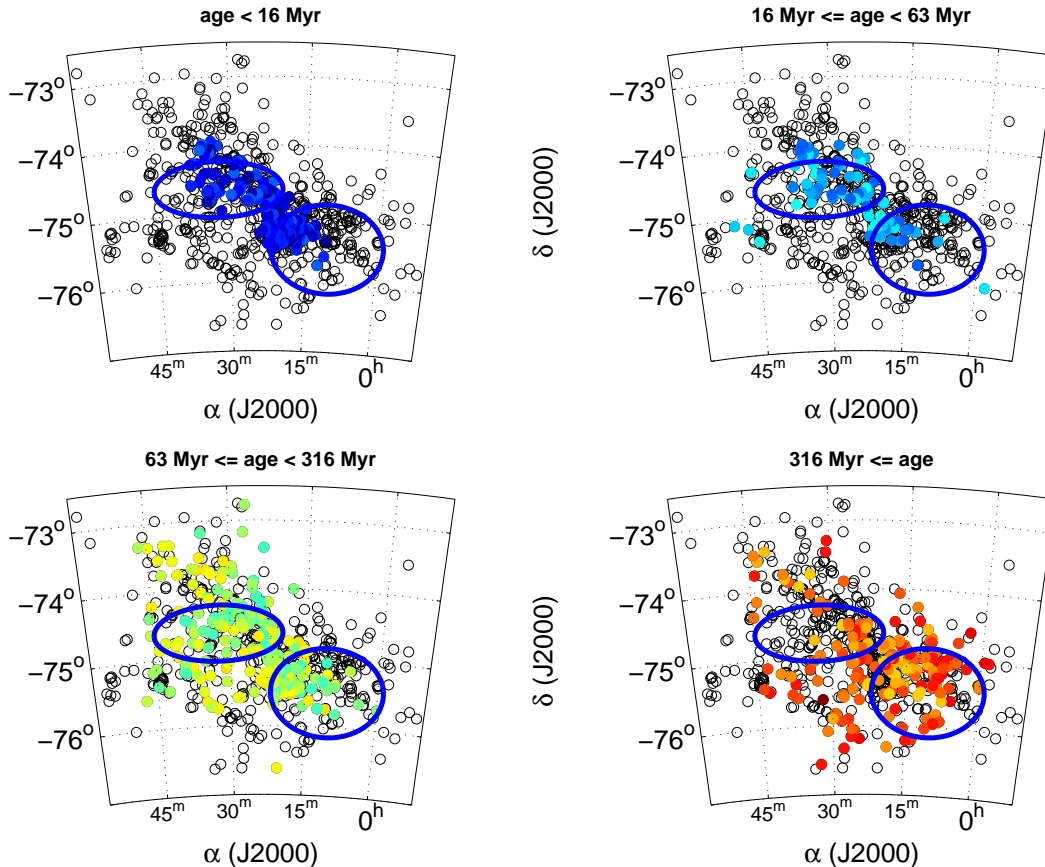 age < 16 Myr
−73°
−74°
−75°
−76°
45ᵐ 30ᵐ 15ᵐ 0ʰ
α (J2000)
16 Myr <= age < 63 Myr
δ (J2000)
−73°
−74°
−75°
−76°
45ᵐ 30ᵐ 15ᵐ 0ʰ
α (J2000)
63 Myr <= age < 316 Myr
−73°
−74°
−75°
−76°
45ᵐ 30ᵐ 15ᵐ 0ʰ
α (J2000)
316 Myr <= age
δ (J2000)
−73°
−74°
−75°
−76°
45ᵐ 30ᵐ 15ᵐ 0ʰ
α (J2000)